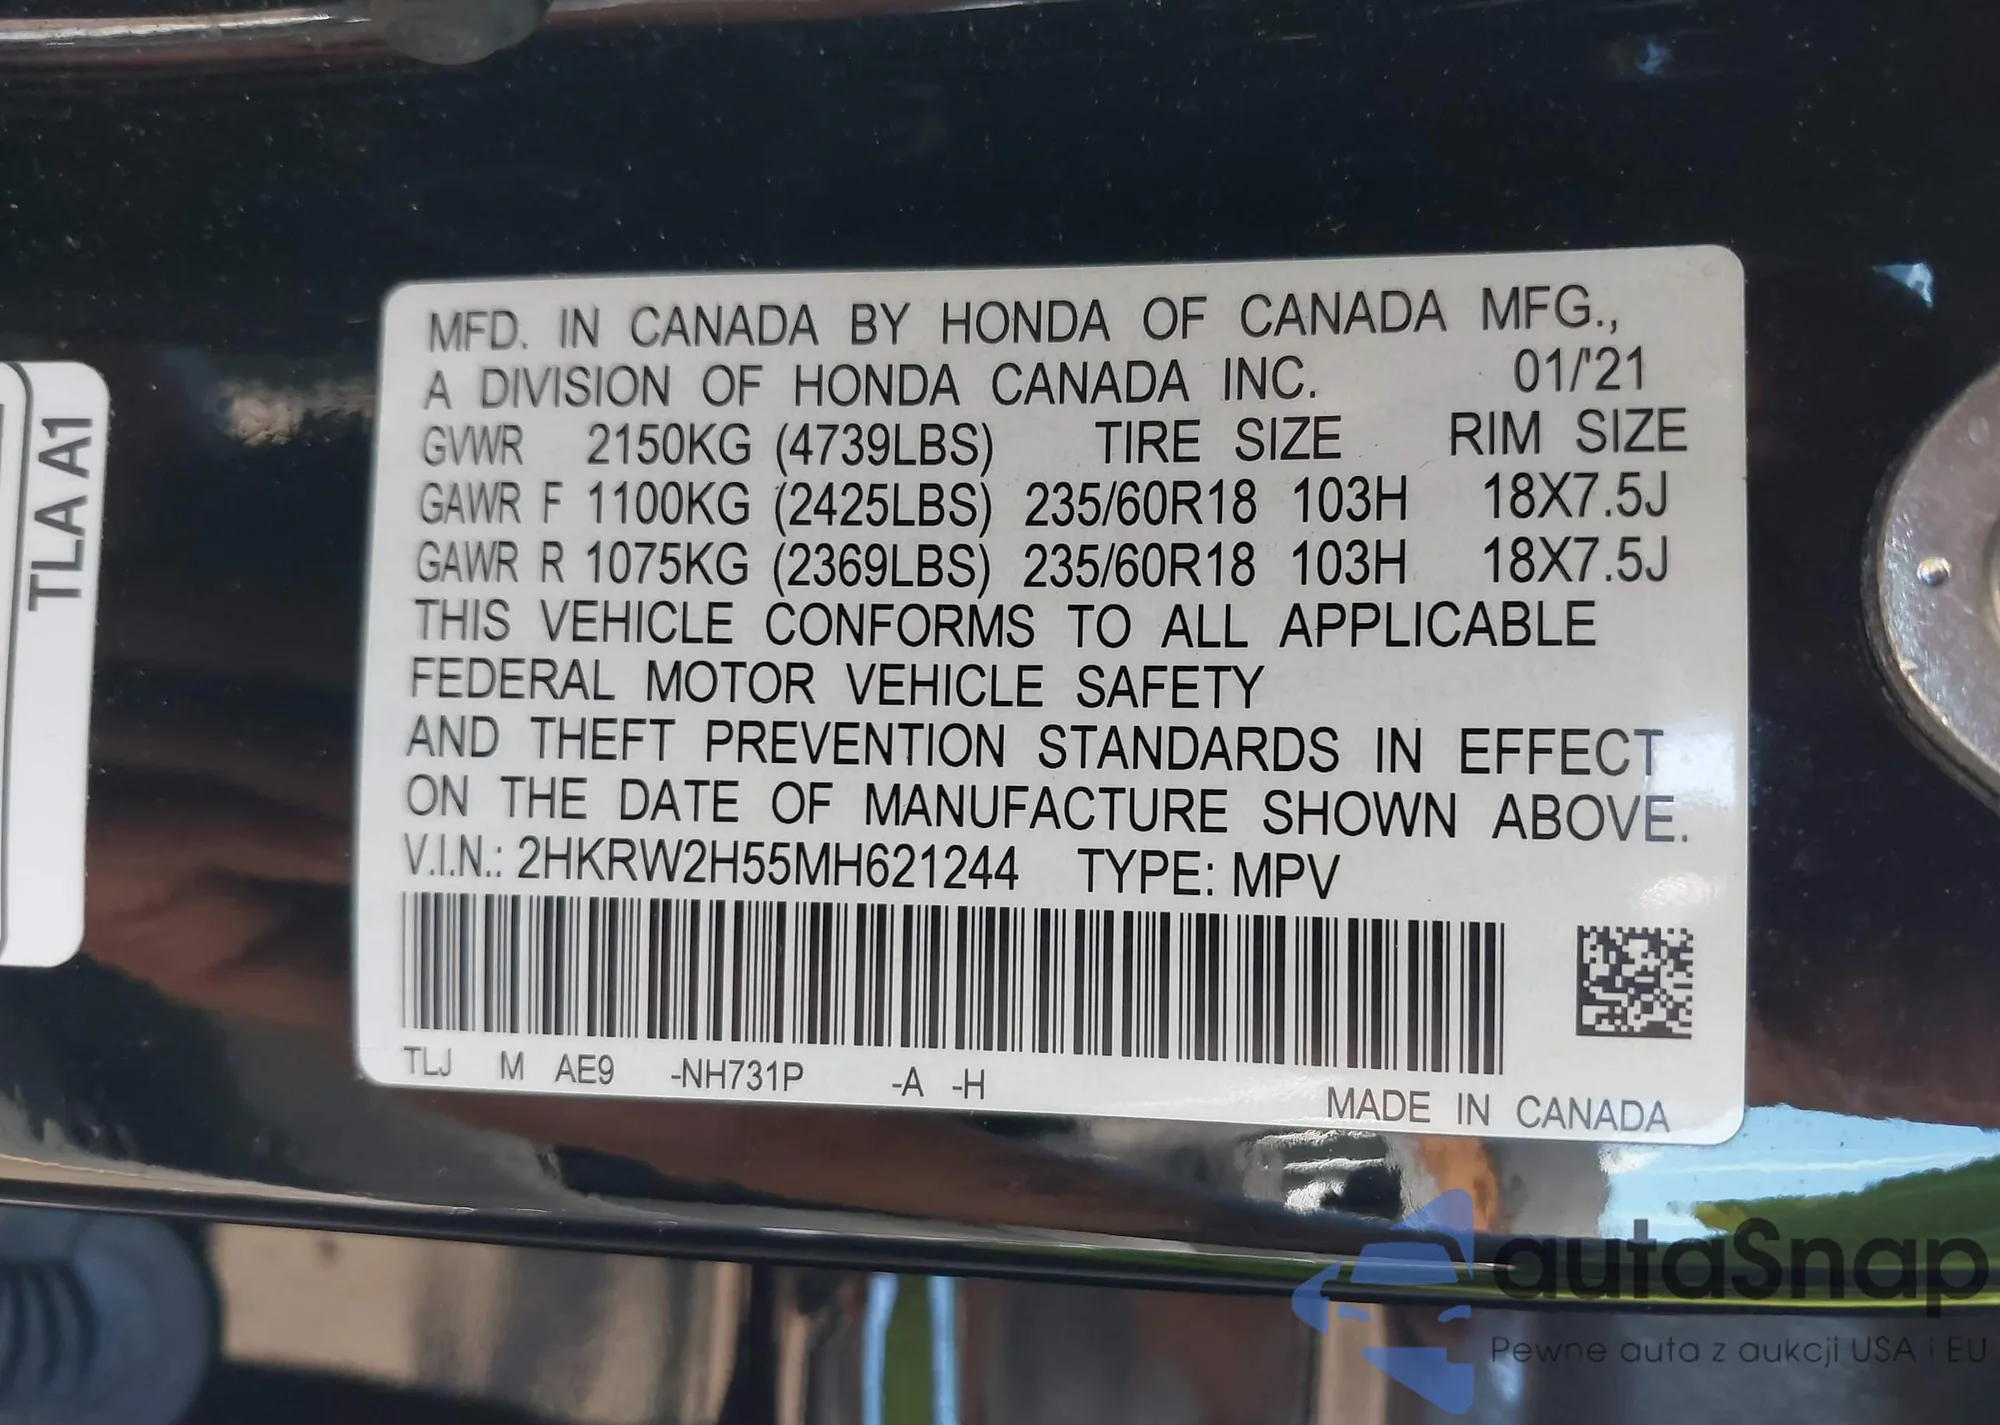 MFD. IN CANADA BY HONDA OF CANADA MFG.,
A DIVISION OF HONDA CANADA INC. 01/'21
GVWR 2150KG (4739LBS) TIRE SIZE RIM SIZE
GAWR F 1100KG (2425LBS) 235/60R18 103H 18X7.5J
GAWR R 1075KG (2369LBS) 235/60R18 103H 18X7.5J
THIS VEHICLE CONFORMS TO ALL APPLICABLE
FEDERAL MOTOR VEHICLE SAFETY
AND THEFT PREVENTION STANDARDS IN EFFECT
ON THE DATE OF MANUFACTURE SHOWN ABOVE.
V.I.N.: 2HKRW2H55MH621244 TYPE: MPV
TLJ M AE9 -NH731P -A -H
MADE IN CANADA
TLA A1
autaSnap
Pewne auta z aukcji USA i EU